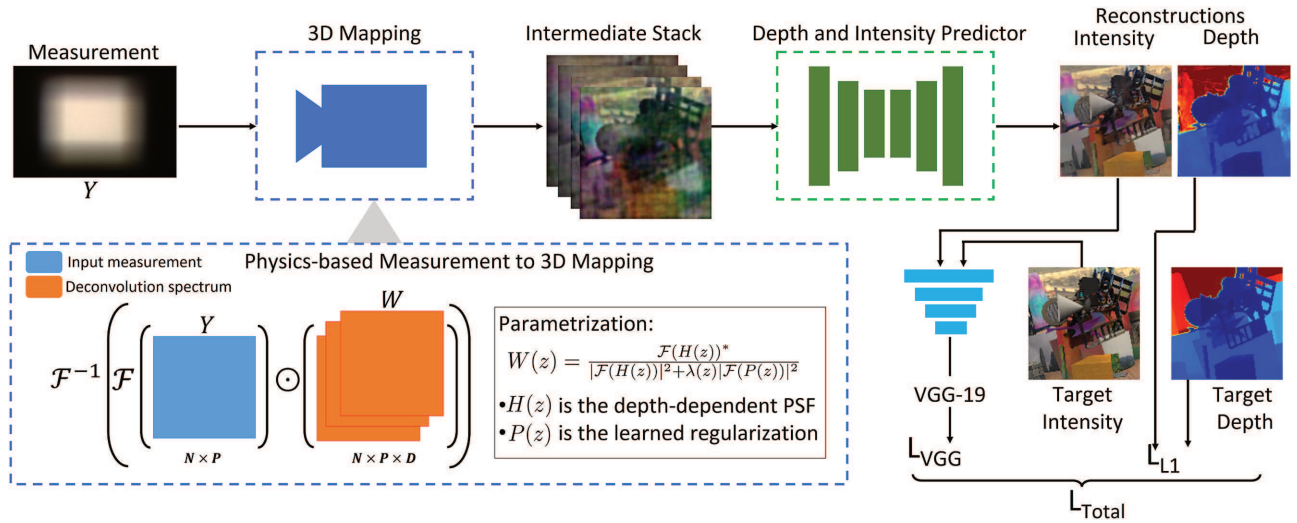 Measurement
3D Mapping
Intermediate Stack
Depth and Intensity Predictor
Reconstructions
Intensity Depth
Y
Input measurement
Deconvolution spectrum
Physics-based Measurement to 3D Mapping
Y
W
𝓕⁻¹ ( 𝓕 ( ) ⊙ ( ) )
N × P
N × P × D
Parametrization:
W(z) = 𝓕(H(z))* / |𝓕(H(z))|²+λ(z)|𝓕(P(z))|²
•H(z) is the depth-dependent PSF
•P(z) is the learned regularization
VGG-19
L_VGG
Target
Intensity
Target
Depth
L_L1
L_Total